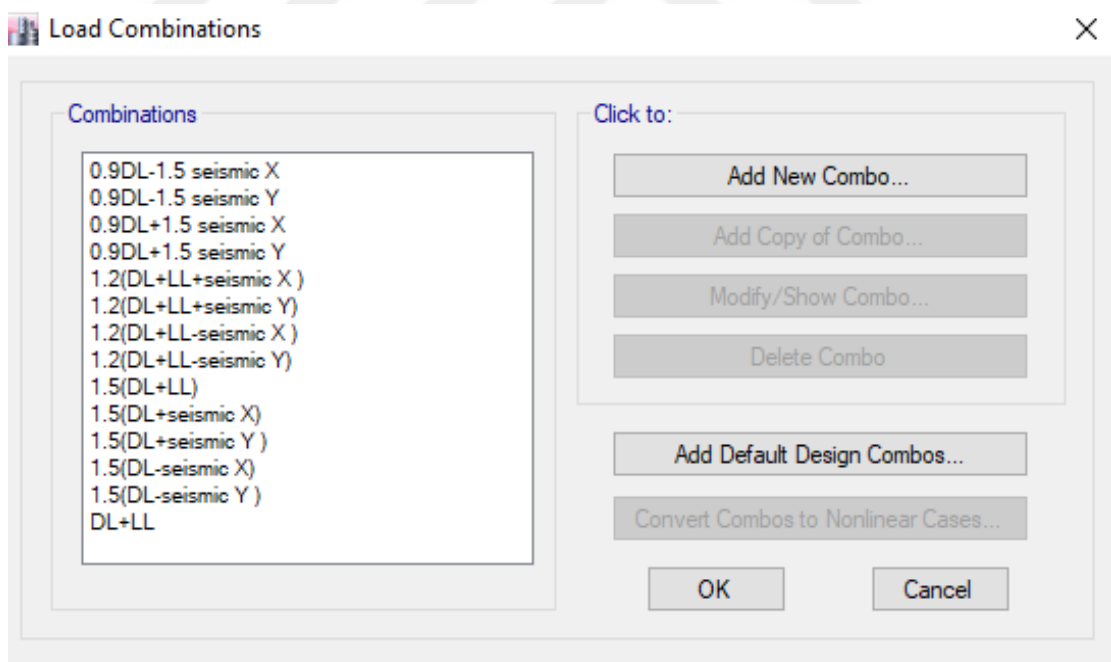 Load Combinations
Combinations
0.9DL-1.5 seismic X
0.9DL-1.5 seismic Y
0.9DL+1.5 seismic X
0.9DL+1.5 seismic Y
1.2(DL+LL+seismic X )
1.2(DL+LL+seismic Y)
1.2(DL+LL-seismic X )
1.2(DL+LL-seismic Y)
1.5(DL+LL)
1.5(DL+seismic X)
1.5(DL+seismic Y )
1.5(DL-seismic X)
1.5(DL-seismic Y )
DL+LL
Click to:
Add New Combo...
Add Copy of Combo...
Modify/Show Combo...
Delete Combo
Add Default Design Combos...
Convert Combos to Nonlinear Cases...
OK
Cancel